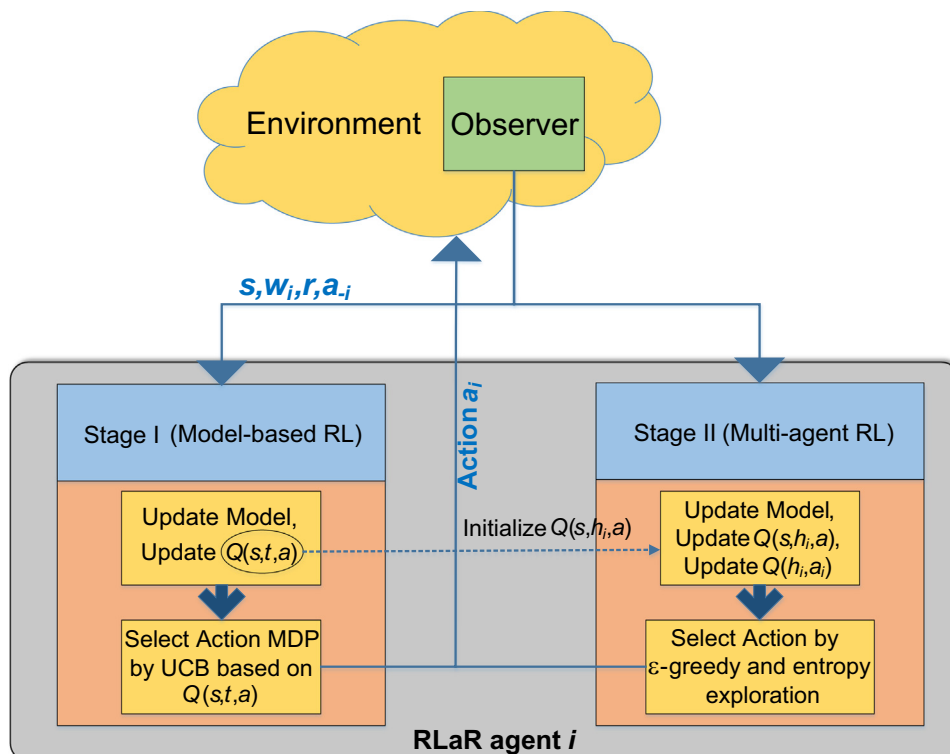 Environment
Observer
s,wi,r,a-i
Action ai
Stage I (Model-based RL)
Stage II (Multi-agent RL)
Update Model,
Update Q(s,t,a)
Initialize Q(s,hi,a)
Update Model,
Update Q(s,hi,a),
Update Q(hi,ai)
Select Action MDP
by UCB based on
Q(s,t,a)
Select Action by
ε-greedy and entropy
exploration
RLaR agent i